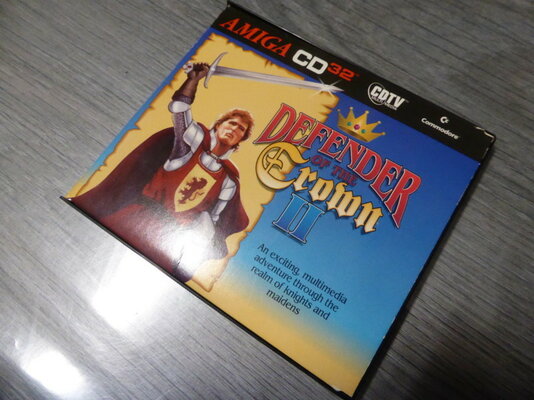 AMIGA CD32
CDTV
Commodore
DEFENDER
OF THE
Crown
II
An exciting, multimedia
adventure through the
realm of knights and
maidens